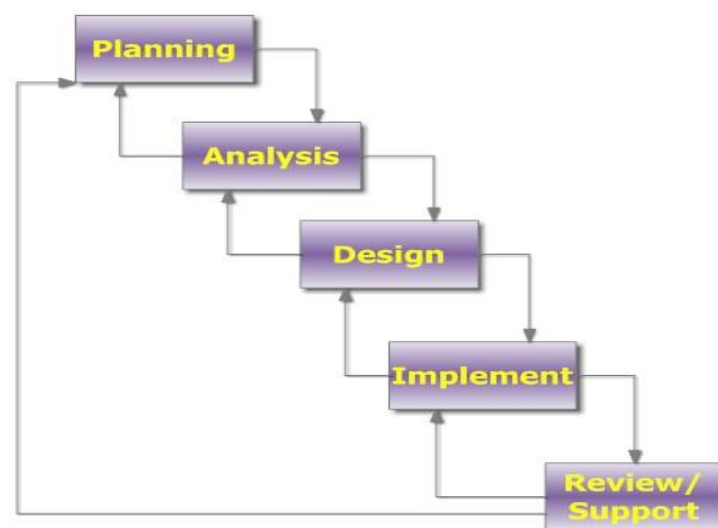 Planning
Analysis
Design
Implement
Review/
Support